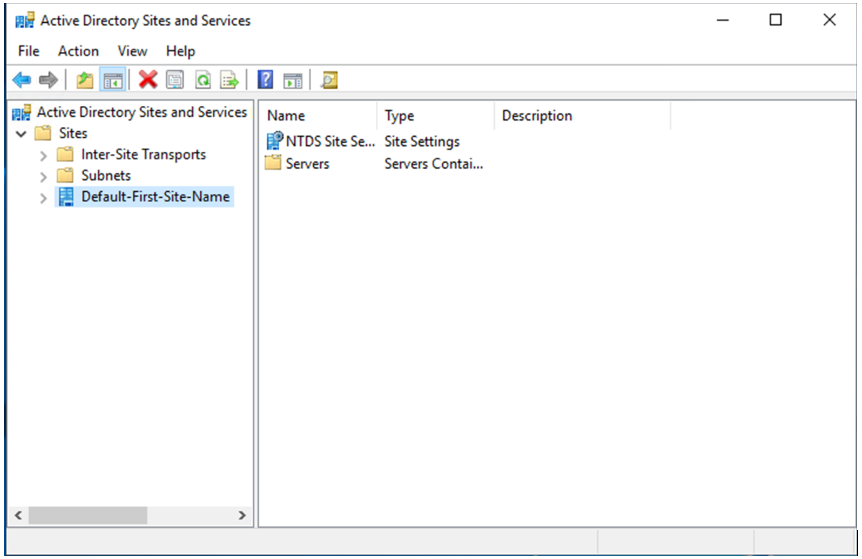 Active Directory Sites and Services
File Action View Help
Active Directory Sites and Services
Sites
Inter-Site Transports
Subnets
Default-First-Site-Name
Name Type Description
NTDS Site Se... Site Settings
Servers Servers Contai...